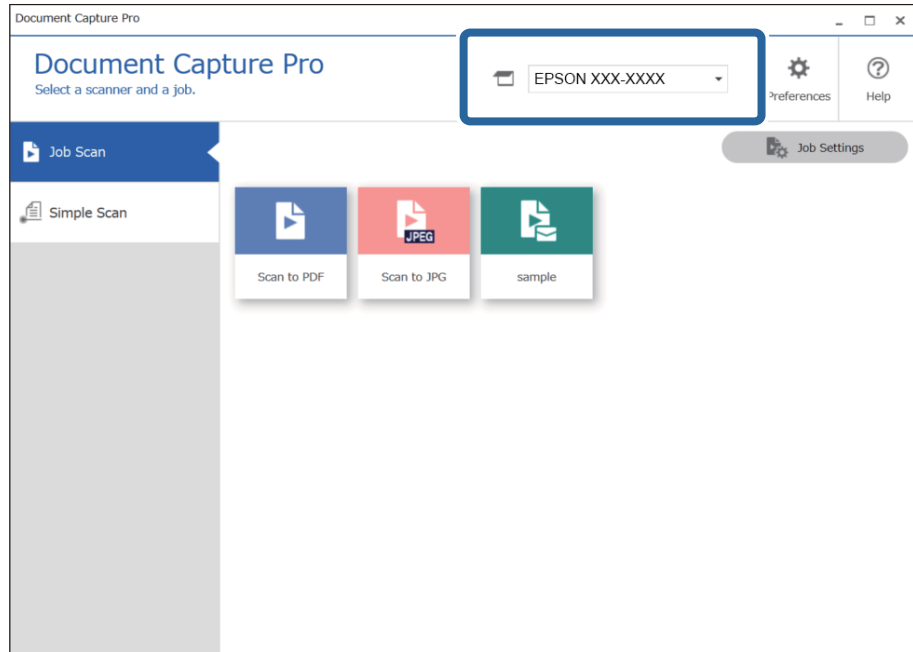 Document Capture Pro
Document Capture Pro
Select a scanner and a job.
EPSON XXX-XXXX
Preferences
Help
Job Scan
Job Settings
Simple Scan
JPEG
Scan to PDF
Scan to JPG
sample